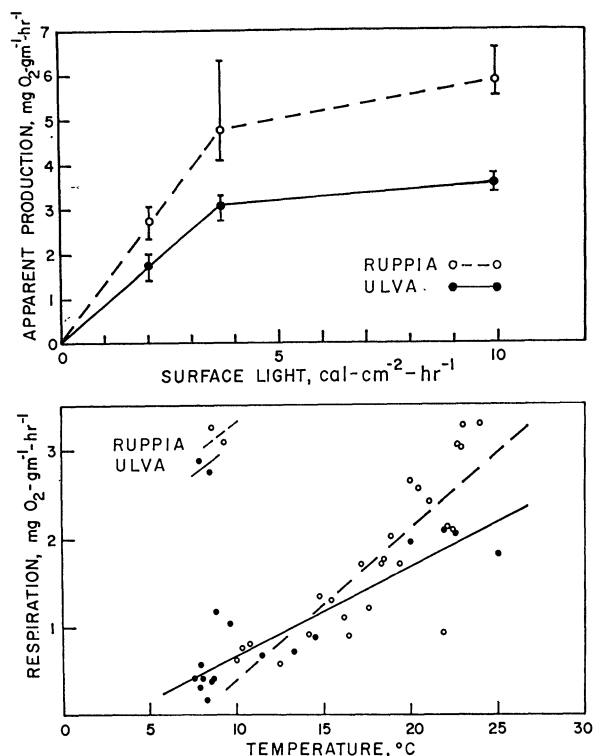 APPARENT PRODUCTION, mg O2-gm-1-hr-1
7
6
5
4
3
2
1
0
RUPPIA
ULVA
0
5
10
SURFACE LIGHT, cal-cm-2-hr-1
RESPIRATION, mg O2-gm-1-hr-1
3
2
1
RUPPIA
ULVA
0
5
10
15
20
25
30
TEMPERATURE, °C